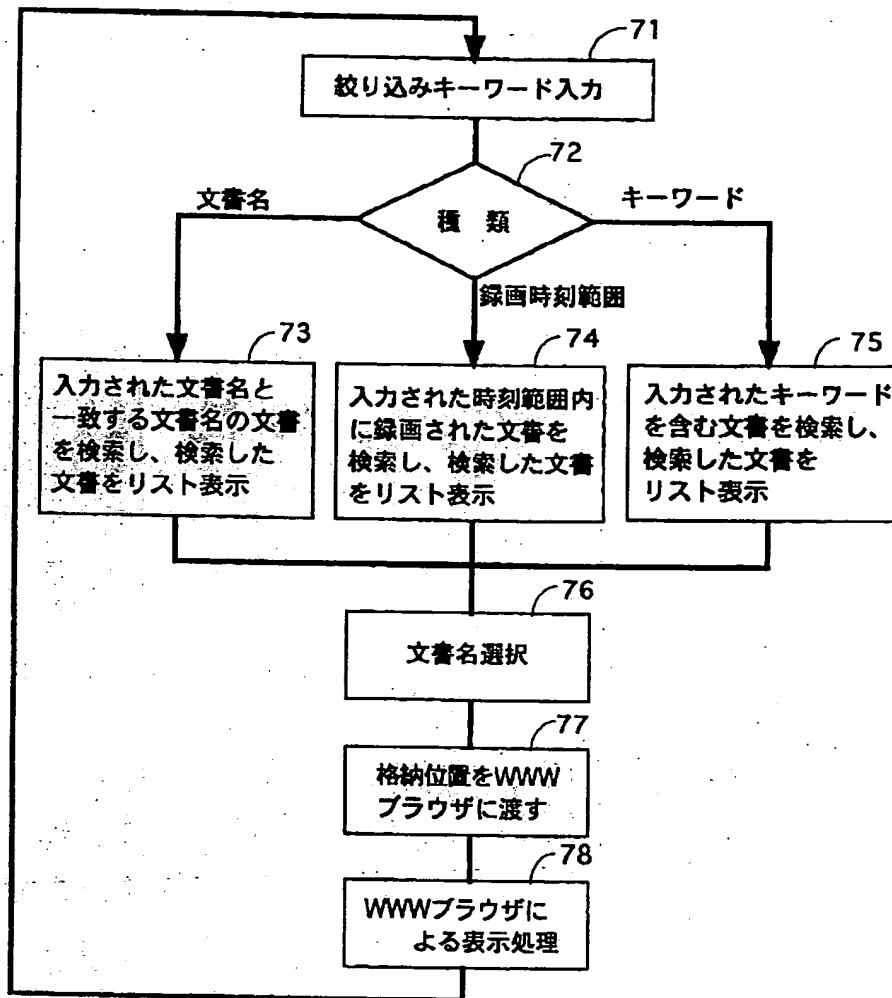 71
絞り込みキーワード入力
72
文書名
種 類
キーワード
録画時刻範囲
73
入力された文書名と
一致する文書名の文書
を検索し、検索した
文書をリスト表示
74
入力された時刻範囲内
に録画された文書を
検索し、検索した文書
をリスト表示
75
入力されたキーワード
を含む文書を検索し、
検索した文書を
リスト表示
76
文書名選択
77
格納位置をWWW
ブラウザに渡す
78
WWWブラウザに
よる表示処理